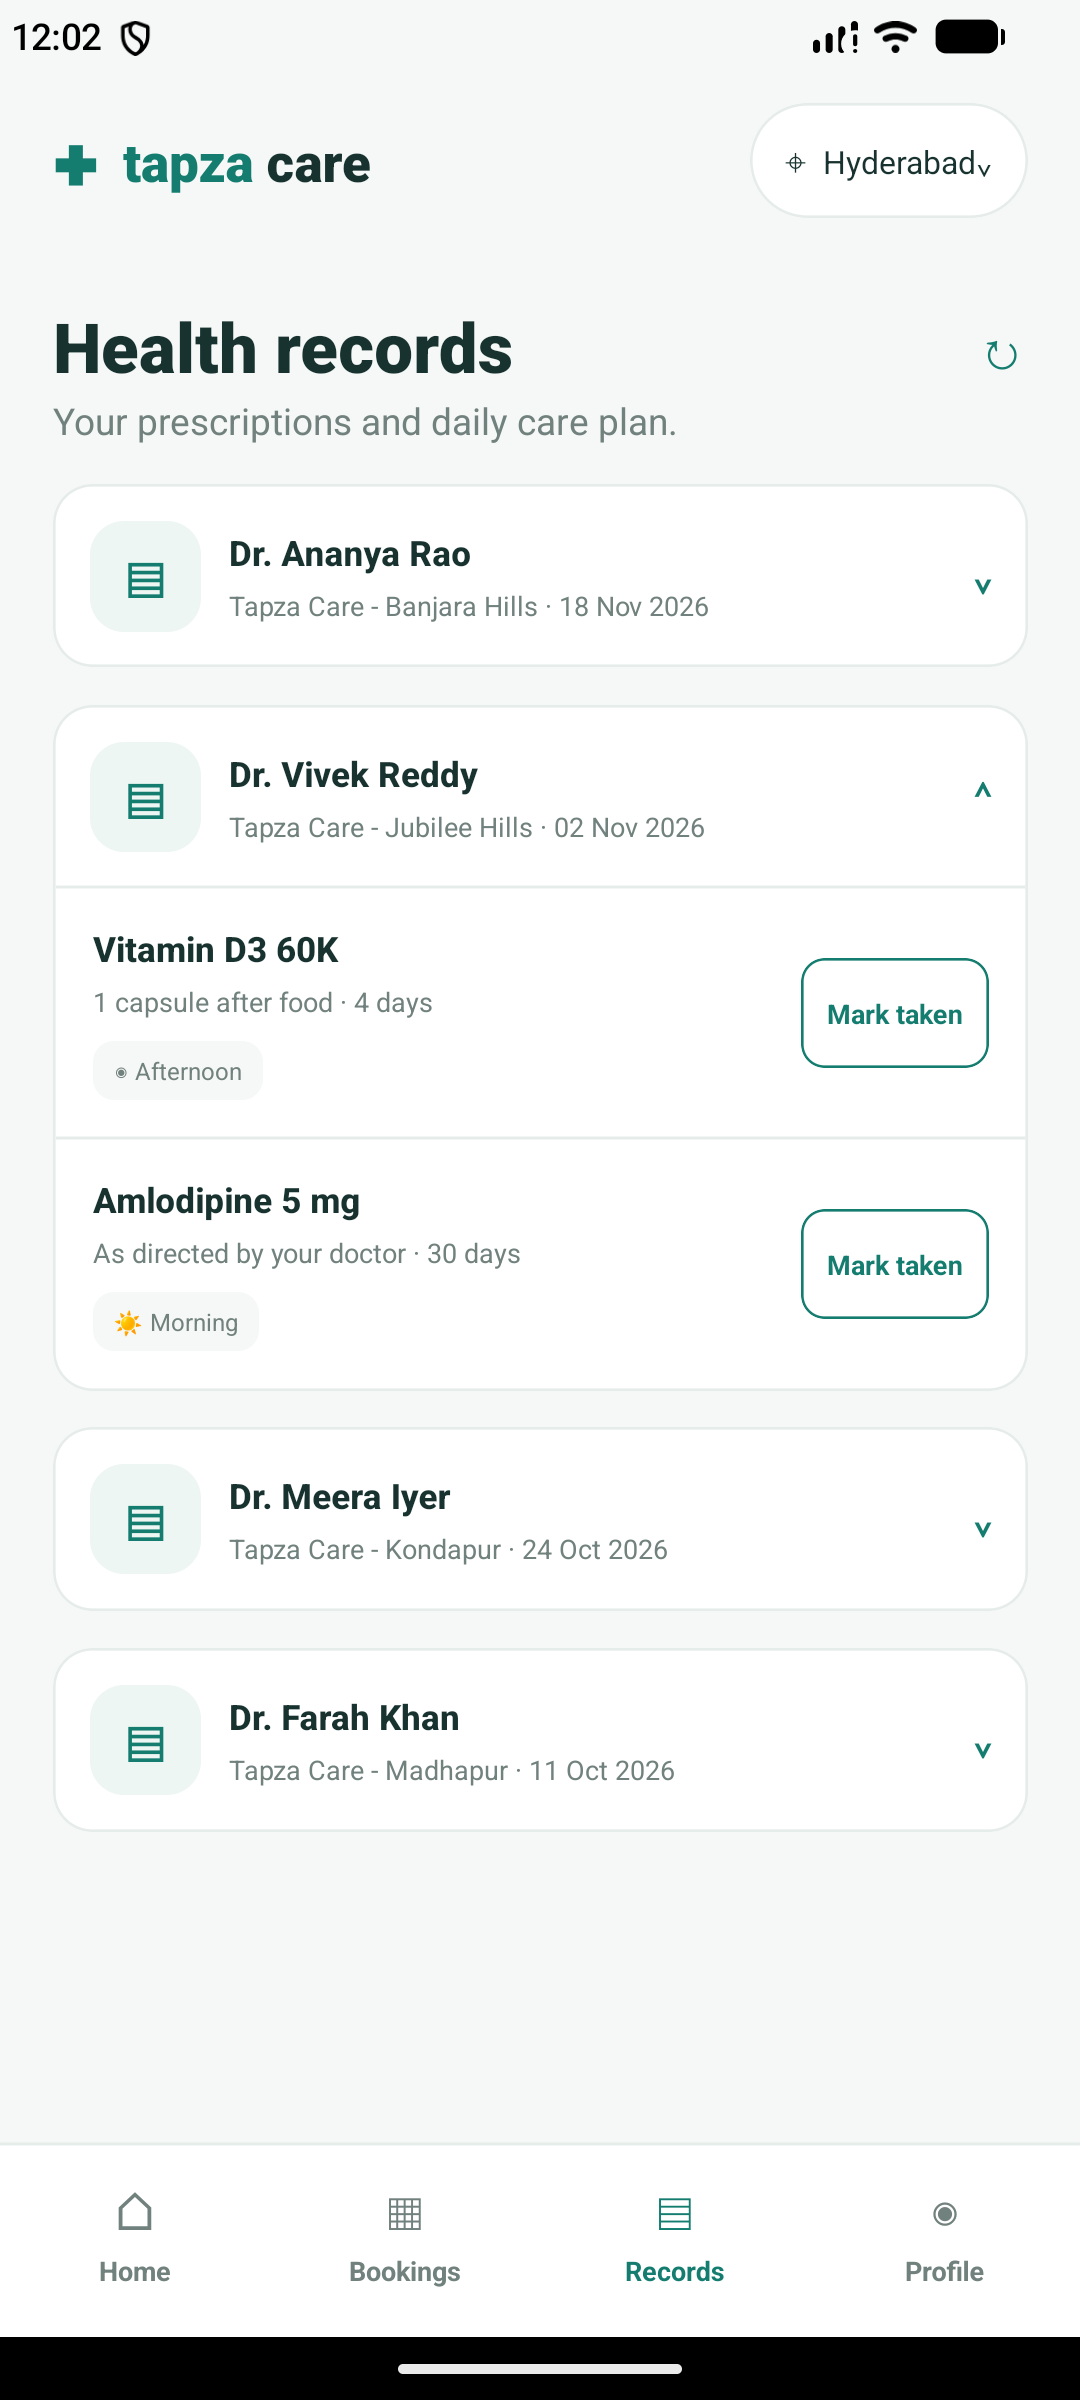 12:02
tapza care
Hyderabad
Health records
Your prescriptions and daily care plan.
Dr. Ananya Rao
Tapza Care - Banjara Hills · 18 Nov 2026
Dr. Vivek Reddy
Tapza Care - Jubilee Hills · 02 Nov 2026
Vitamin D3 60K
1 capsule after food · 4 days
Mark taken
Afternoon
Amlodipine 5 mg
As directed by your doctor · 30 days
Mark taken
Morning
Dr. Meera Iyer
Tapza Care - Kondapur · 24 Oct 2026
Dr. Farah Khan
Tapza Care - Madhapur · 11 Oct 2026
Home
Bookings
Records
Profile